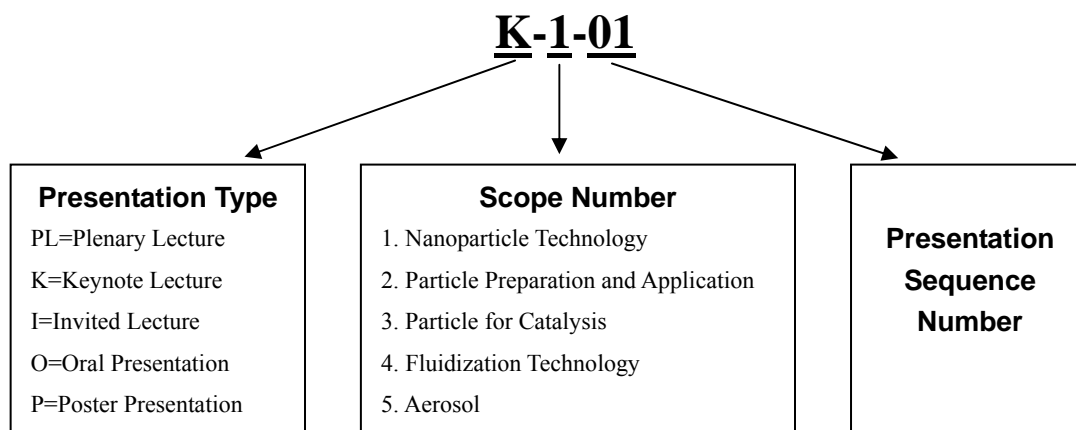 K-1-01
Presentation Type
PL=Plenary Lecture
K=Keynote Lecture
I=Invited Lecture
O=Oral Presentation
P=Poster Presentation
Scope Number
1. Nanoparticle Technology
2. Particle Preparation and Application
3. Particle for Catalysis
4. Fluidization Technology
5. Aerosol
Presentation
Sequence
Number